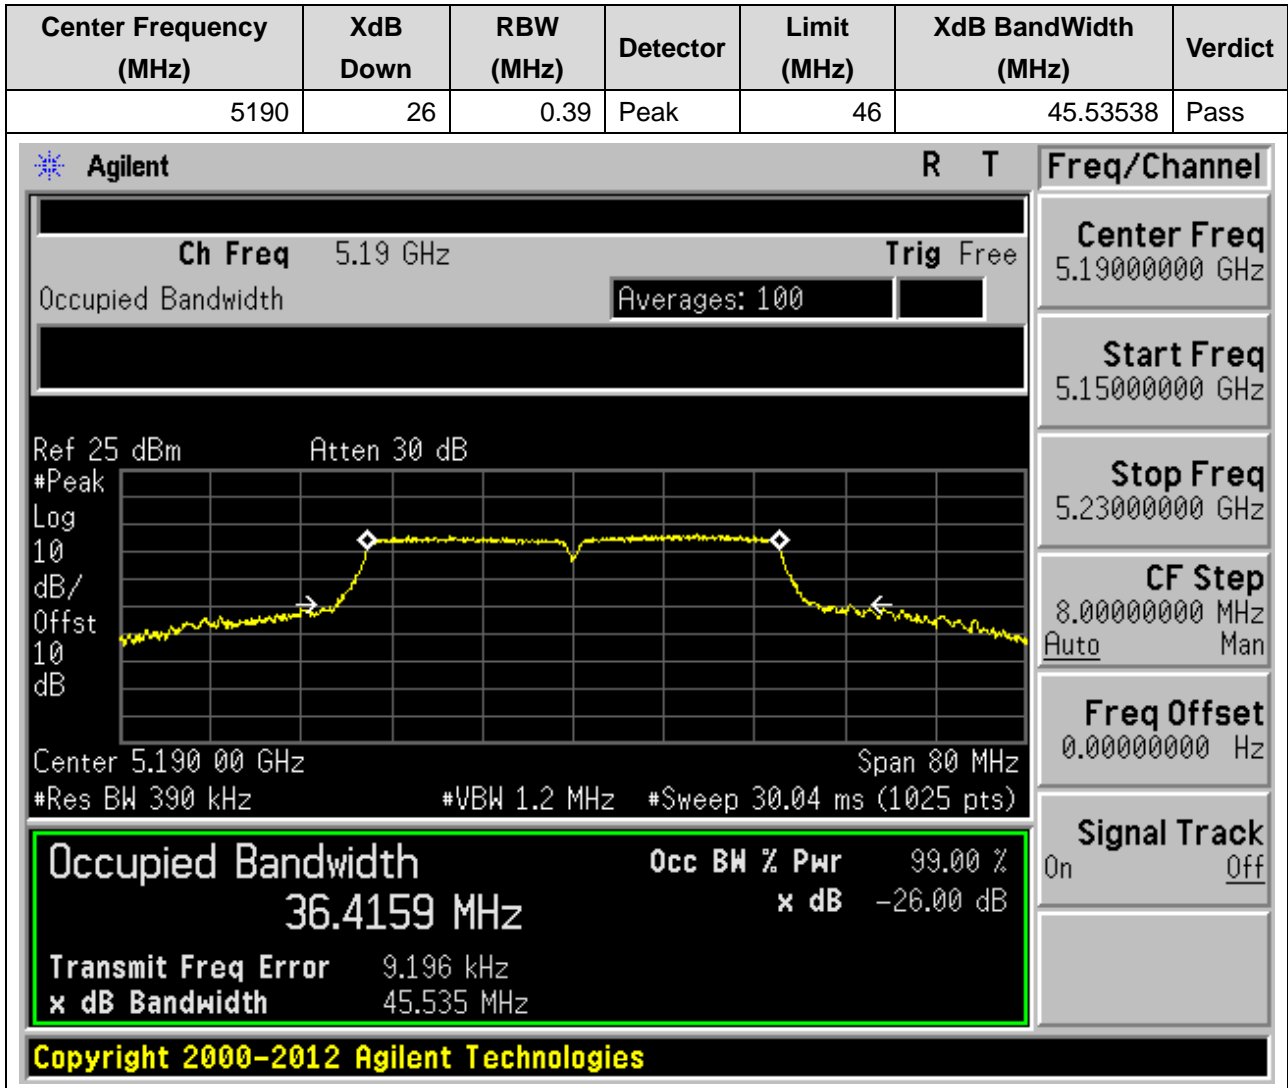 Center Frequency (MHz) XdB Down RBW (MHz) Detector Limit (MHz) XdB BandWidth (MHz) Verdict
5190 26 0.39 Peak 46 45.53538 Pass
Agilent R T
Ch Freq 5.19 GHz Trig Free
Occupied Bandwidth Averages: 100
Ref 25 dBm Atten 30 dB
#Peak
Log
10
dB/
Offst
10
dB
Center 5.190 00 GHz Span 80 MHz
#Res BW 390 kHz #VBW 1.2 MHz #Sweep 30.04 ms (1025 pts)
Occupied Bandwidth Occ BW % Pwr 99.00 %
36.4159 MHz x dB -26.00 dB
Transmit Freq Error 9.196 kHz
x dB Bandwidth 45.535 MHz
Copyright 2000-2012 Agilent Technologies
Freq/Channel
Center Freq
5.19000000 GHz
Start Freq
5.15000000 GHz
Stop Freq
5.23000000 GHz
CF Step
8.00000000 MHz
Auto Man
Freq Offset
0.00000000 Hz
Signal Track
On Off